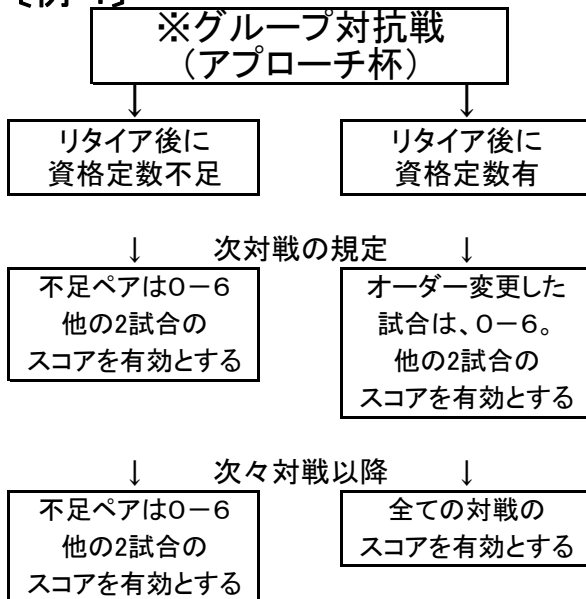 ※グループ対抗戦
（アプローチ杯）
↓ ↓
リタイア後に
資格定数不足
リタイア後に
資格定数有
↓ 次対戦の規定 ↓
不足ペアは０－６
他の2試合の
スコアを有効とする
オーダー変更した
試合は、０－６。
他の2試合の
スコアを有効とする
↓ 次々対戦以降 ↓
不足ペアは０－６
他の2試合の
スコアを有効とする
全ての対戦の
スコアを有効とする